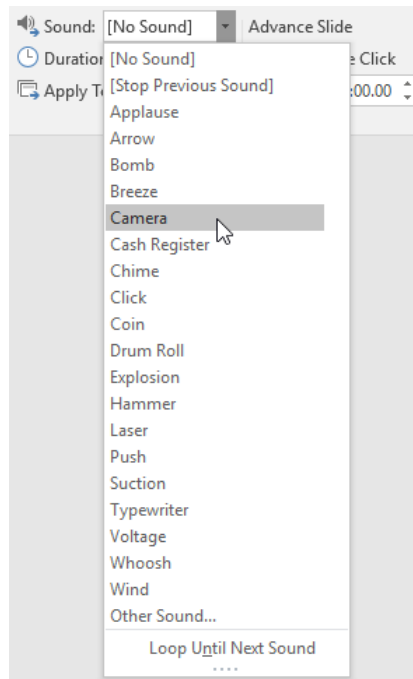 Sound: [No Sound] Advance Slide
Duration e Click
[No Sound]
[Stop Previous Sound]
Apply T :00.00
Applause
Arrow
Bomb
Breeze
Camera
Cash Register
Chime
Click
Coin
Drum Roll
Explosion
Hammer
Laser
Push
Suction
Typewriter
Voltage
Whoosh
Wind
Other Sound...
Loop Until Next Sound